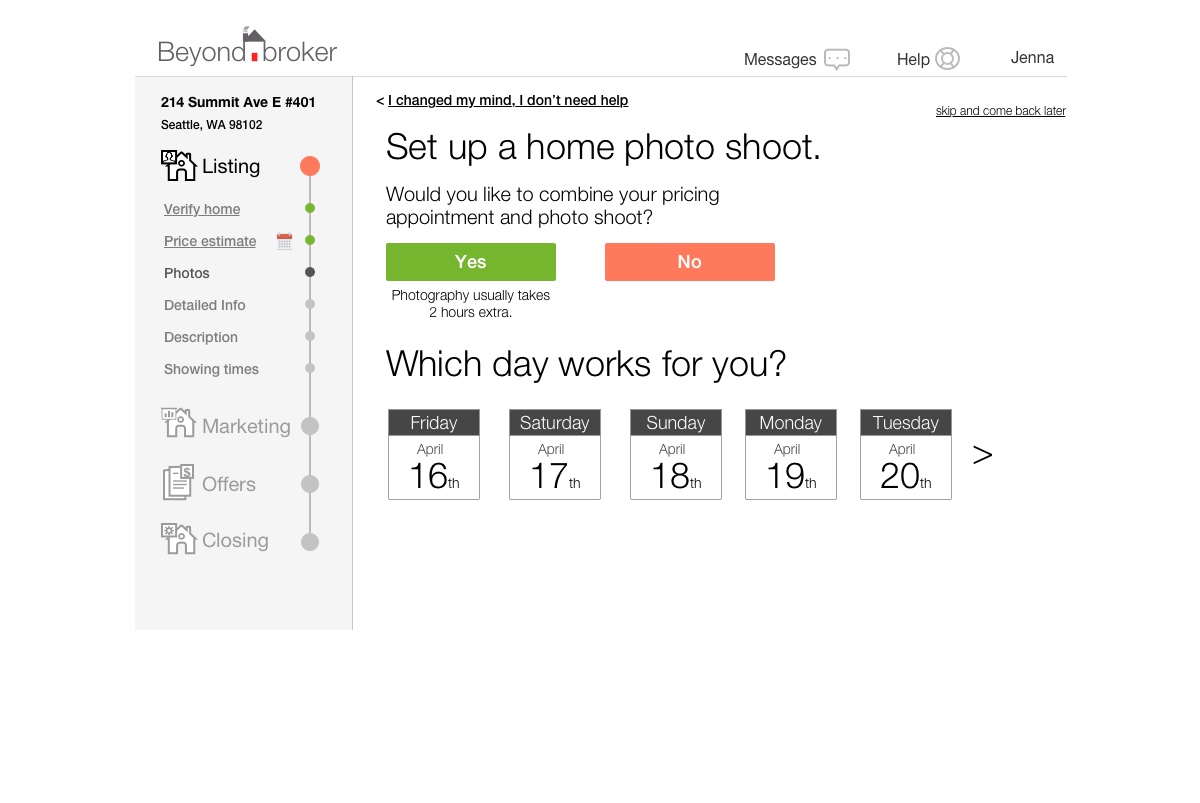 Beyond broker
Messages
Help
Jenna
214 Summit Ave E #401
Seattle, WA 98102
Listing
Verify home
Price estimate
Photos
Detailed Info
Description
Showing times
Marketing
Offers
Closing
< I changed my mind, I don’t need help
skip and come back later
Set up a home photo shoot.
Would you like to combine your pricing
appointment and photo shoot?
Yes
No
Photography usually takes
2 hours extra.
Which day works for you?
Friday
April
16th
Saturday
April
17th
Sunday
April
18th
Monday
April
19th
Tuesday
April
20th
>